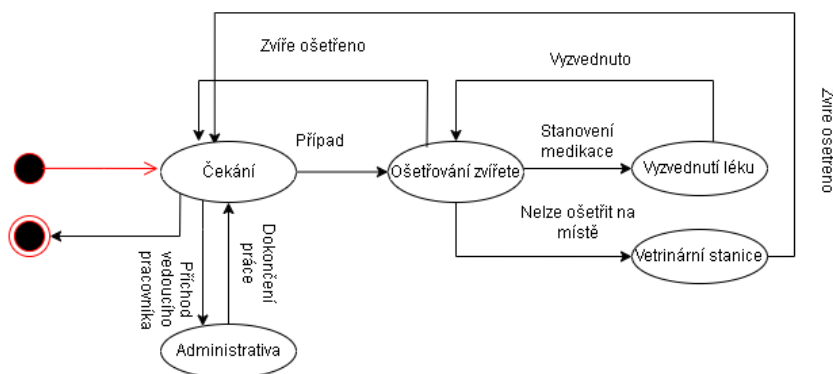 Zvíře ošetřeno
Vyzvednuto
Případ
Stanovení
medikace
Čekání
Ošetřování zvířete
Vyzvednutí léku
Nelze ošetřit na
místě
Vetrinární stanice
Zvíře ošetřeno
Příchod
vedoucího
pracovníka
Dokončení
práce
Administrativa